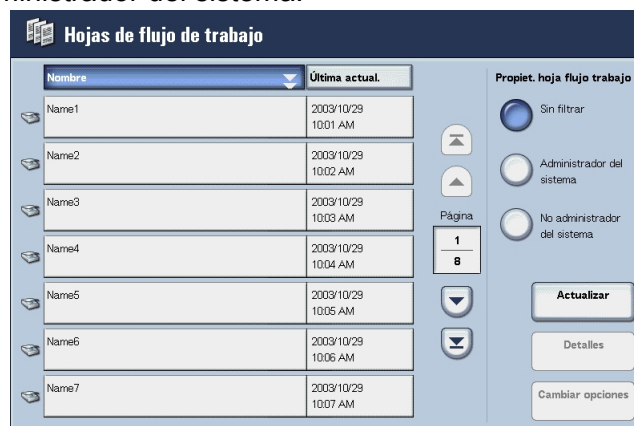 ministrador del sistema.
Hojas de flujo de trabajo
Nombre
Última actual.
Propiet. hoja flujo trabajo
Name1
2003/10/29
10:01 AM
Name2
2003/10/29
10:02 AM
Name3
2003/10/29
10:03 AM
Name4
2003/10/29
10:04 AM
Name5
2003/10/29
10:05 AM
Name6
2003/10/29
10:06 AM
Name7
2003/10/29
10:07 AM
Página
1
8
Sin filtrar
Administrador del
sistema
No administrador
del sistema
Actualizar
Detalles
Cambiar opciones